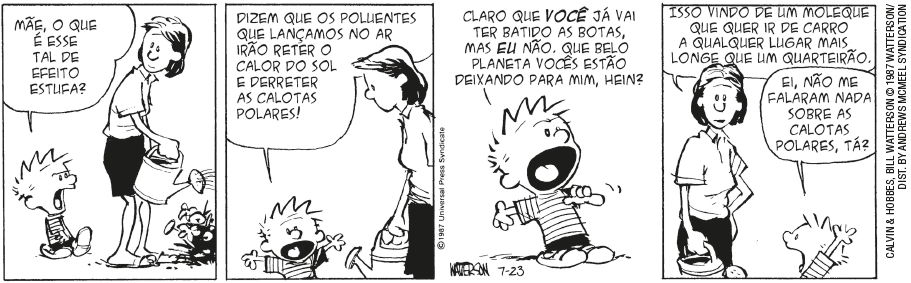 MÃE, O QUE
É ESSE
TAL DE
EFEITO
ESTUFA?
DIZEM QUE OS POLUENTES
QUE LANÇAMOS NO AR
IRÃO RETER O
CALOR DO SOL
E DERRETER
AS CALOTAS
POLARES!
©1987 Universal Press Syndicate
CLARO QUE VOCÊ JÁ VAI
TER BATIDO AS BOTAS,
MAS EU NÃO. QUE BELO
PLANETA VOCÊS ESTÃO
DEIXANDO PARA MIM, HEIN?
WATTERSON 7-23
ISSO VINDO DE UM MOLEQUE
QUE QUER IR DE CARRO
A QUALQUER LUGAR MAIS
LONGE QUE UM QUARTEIRÃO.
EI, NÃO ME
FALARAM NADA
SOBRE AS
CALOTAS
POLARES, TÁ?
CALVIN & HOBBES, BILL WATTERSON © 1987 WATTERSON/
DIST. BY ANDREWS MCMEEL SYNDICATION